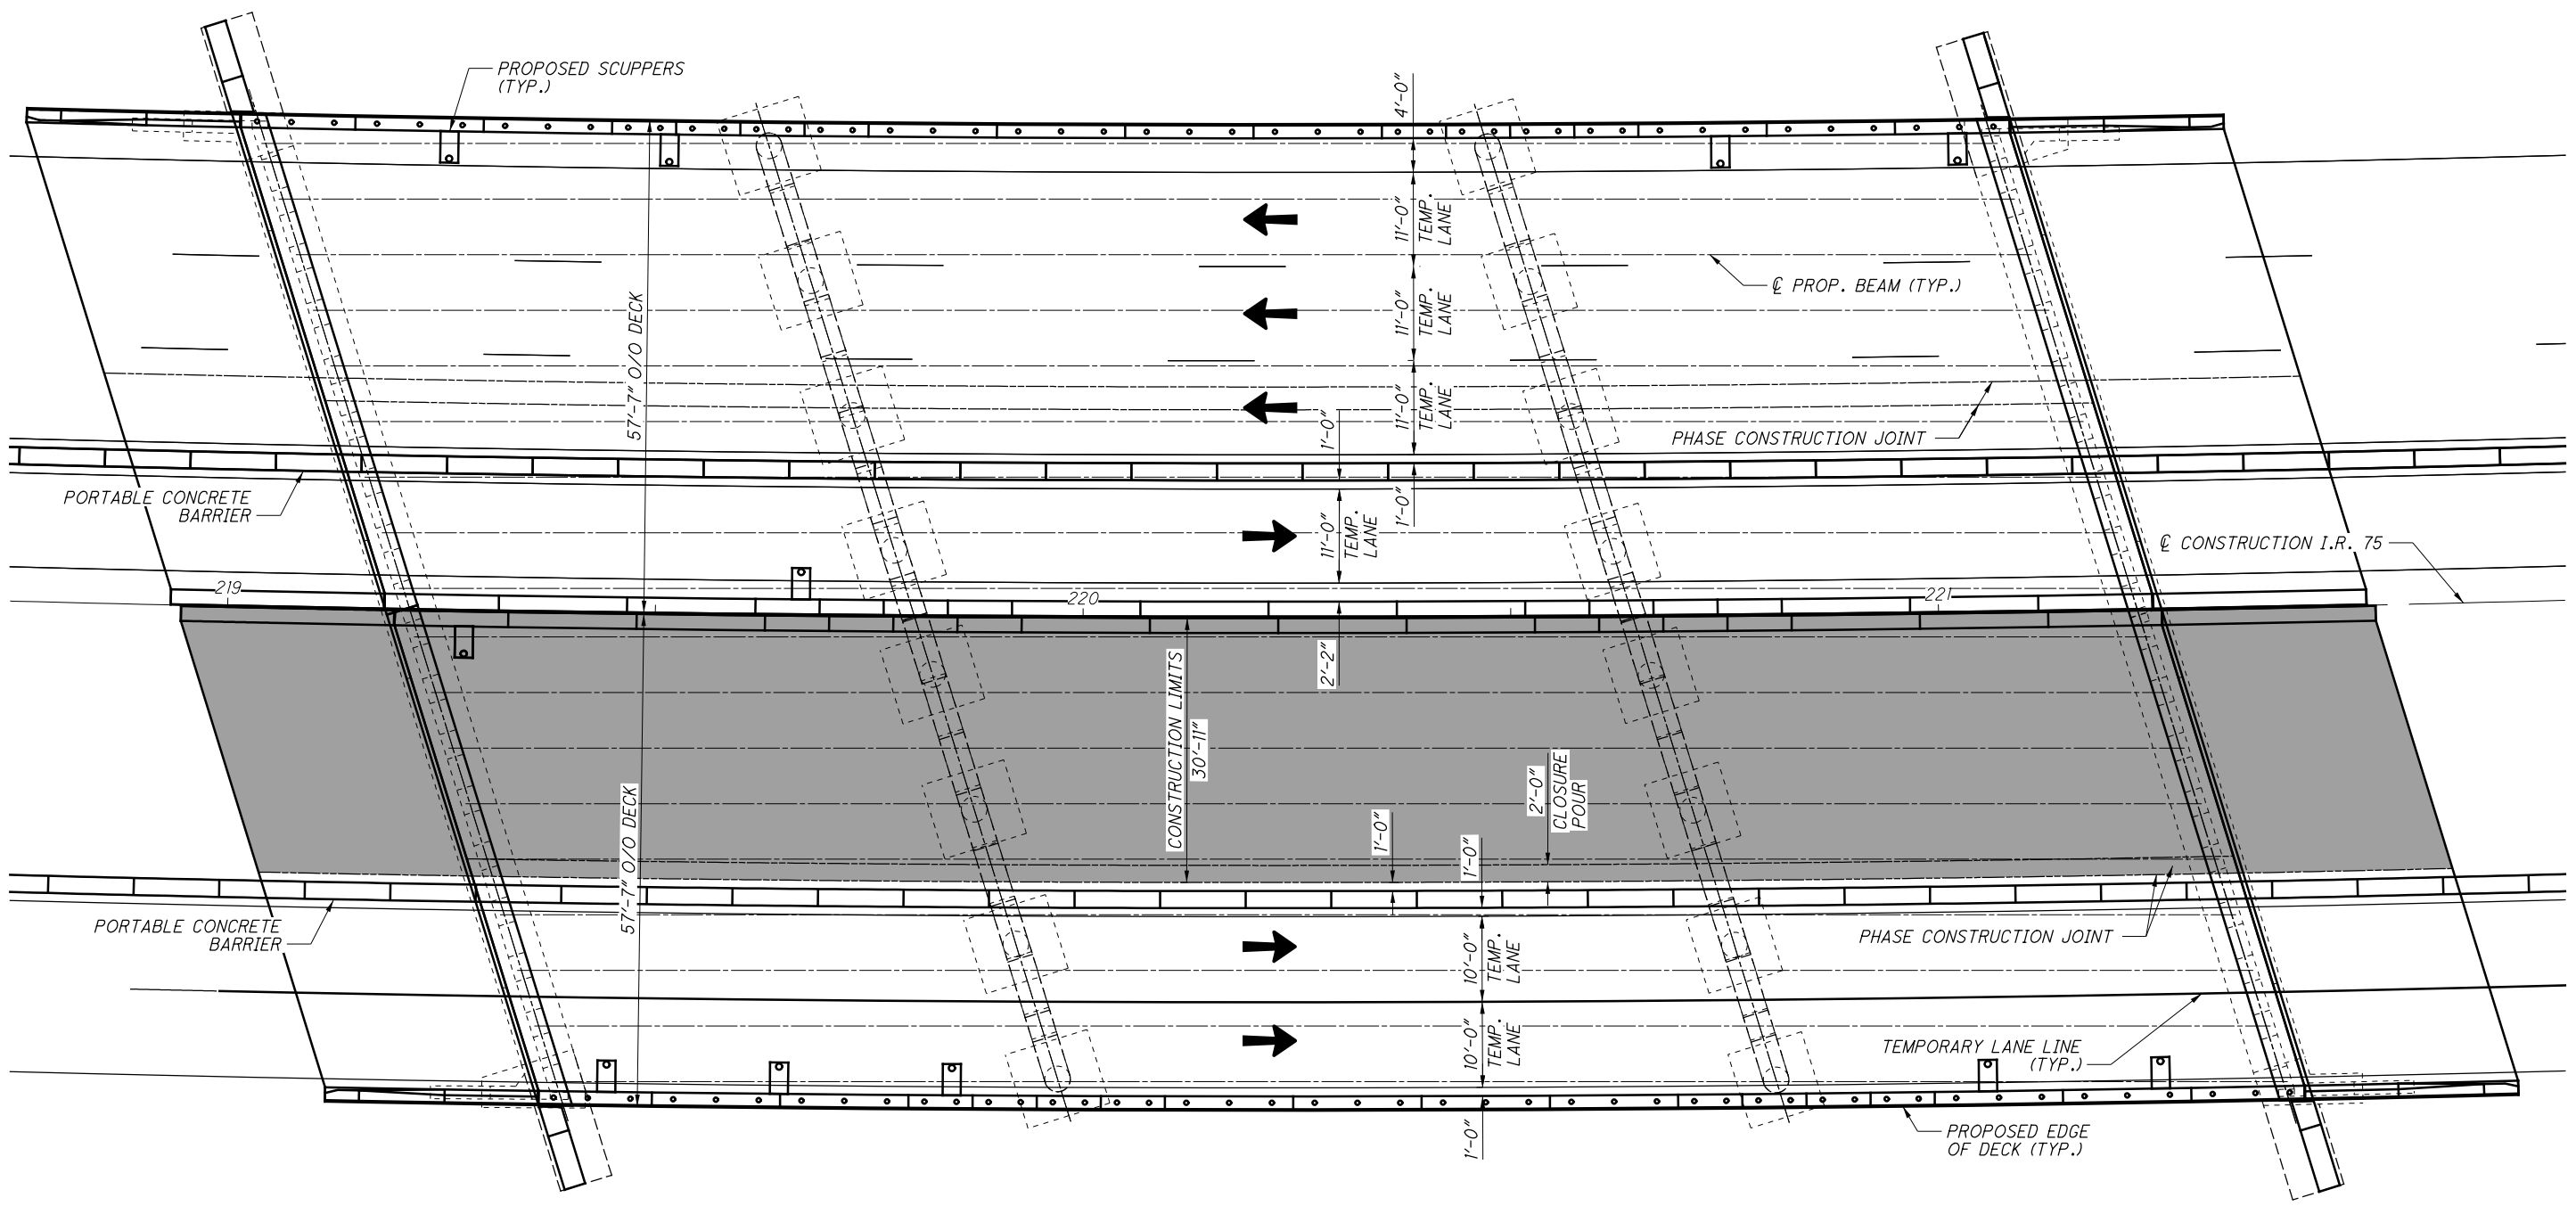 PROPOSED SCUPPERS
(TYP.)
4'-0"
11'-0"
TEMP.
LANE
11'-0"
TEMP.
LANE
℄ PROP. BEAM (TYP.)
57'-7" O/O DECK
11'-0"
TEMP.
LANE
1'-0"
PHASE CONSTRUCTION JOINT
PORTABLE CONCRETE
BARRIER
1'-0"
11'-0"
TEMP.
LANE
℄ CONSTRUCTION I.R. 75
219
220
221
2'-2"
CONSTRUCTION LIMITS
30'-11"
2'-0"
CLOSURE
POUR
57'-7" O/O DECK
1'-0"
1'-0"
PORTABLE CONCRETE
BARRIER
PHASE CONSTRUCTION JOINT
10'-0"
TEMP.
LANE
10'-0"
TEMP.
LANE
TEMPORARY LANE LINE
(TYP.)
1'-0"
PROPOSED EDGE
OF DECK (TYP.)